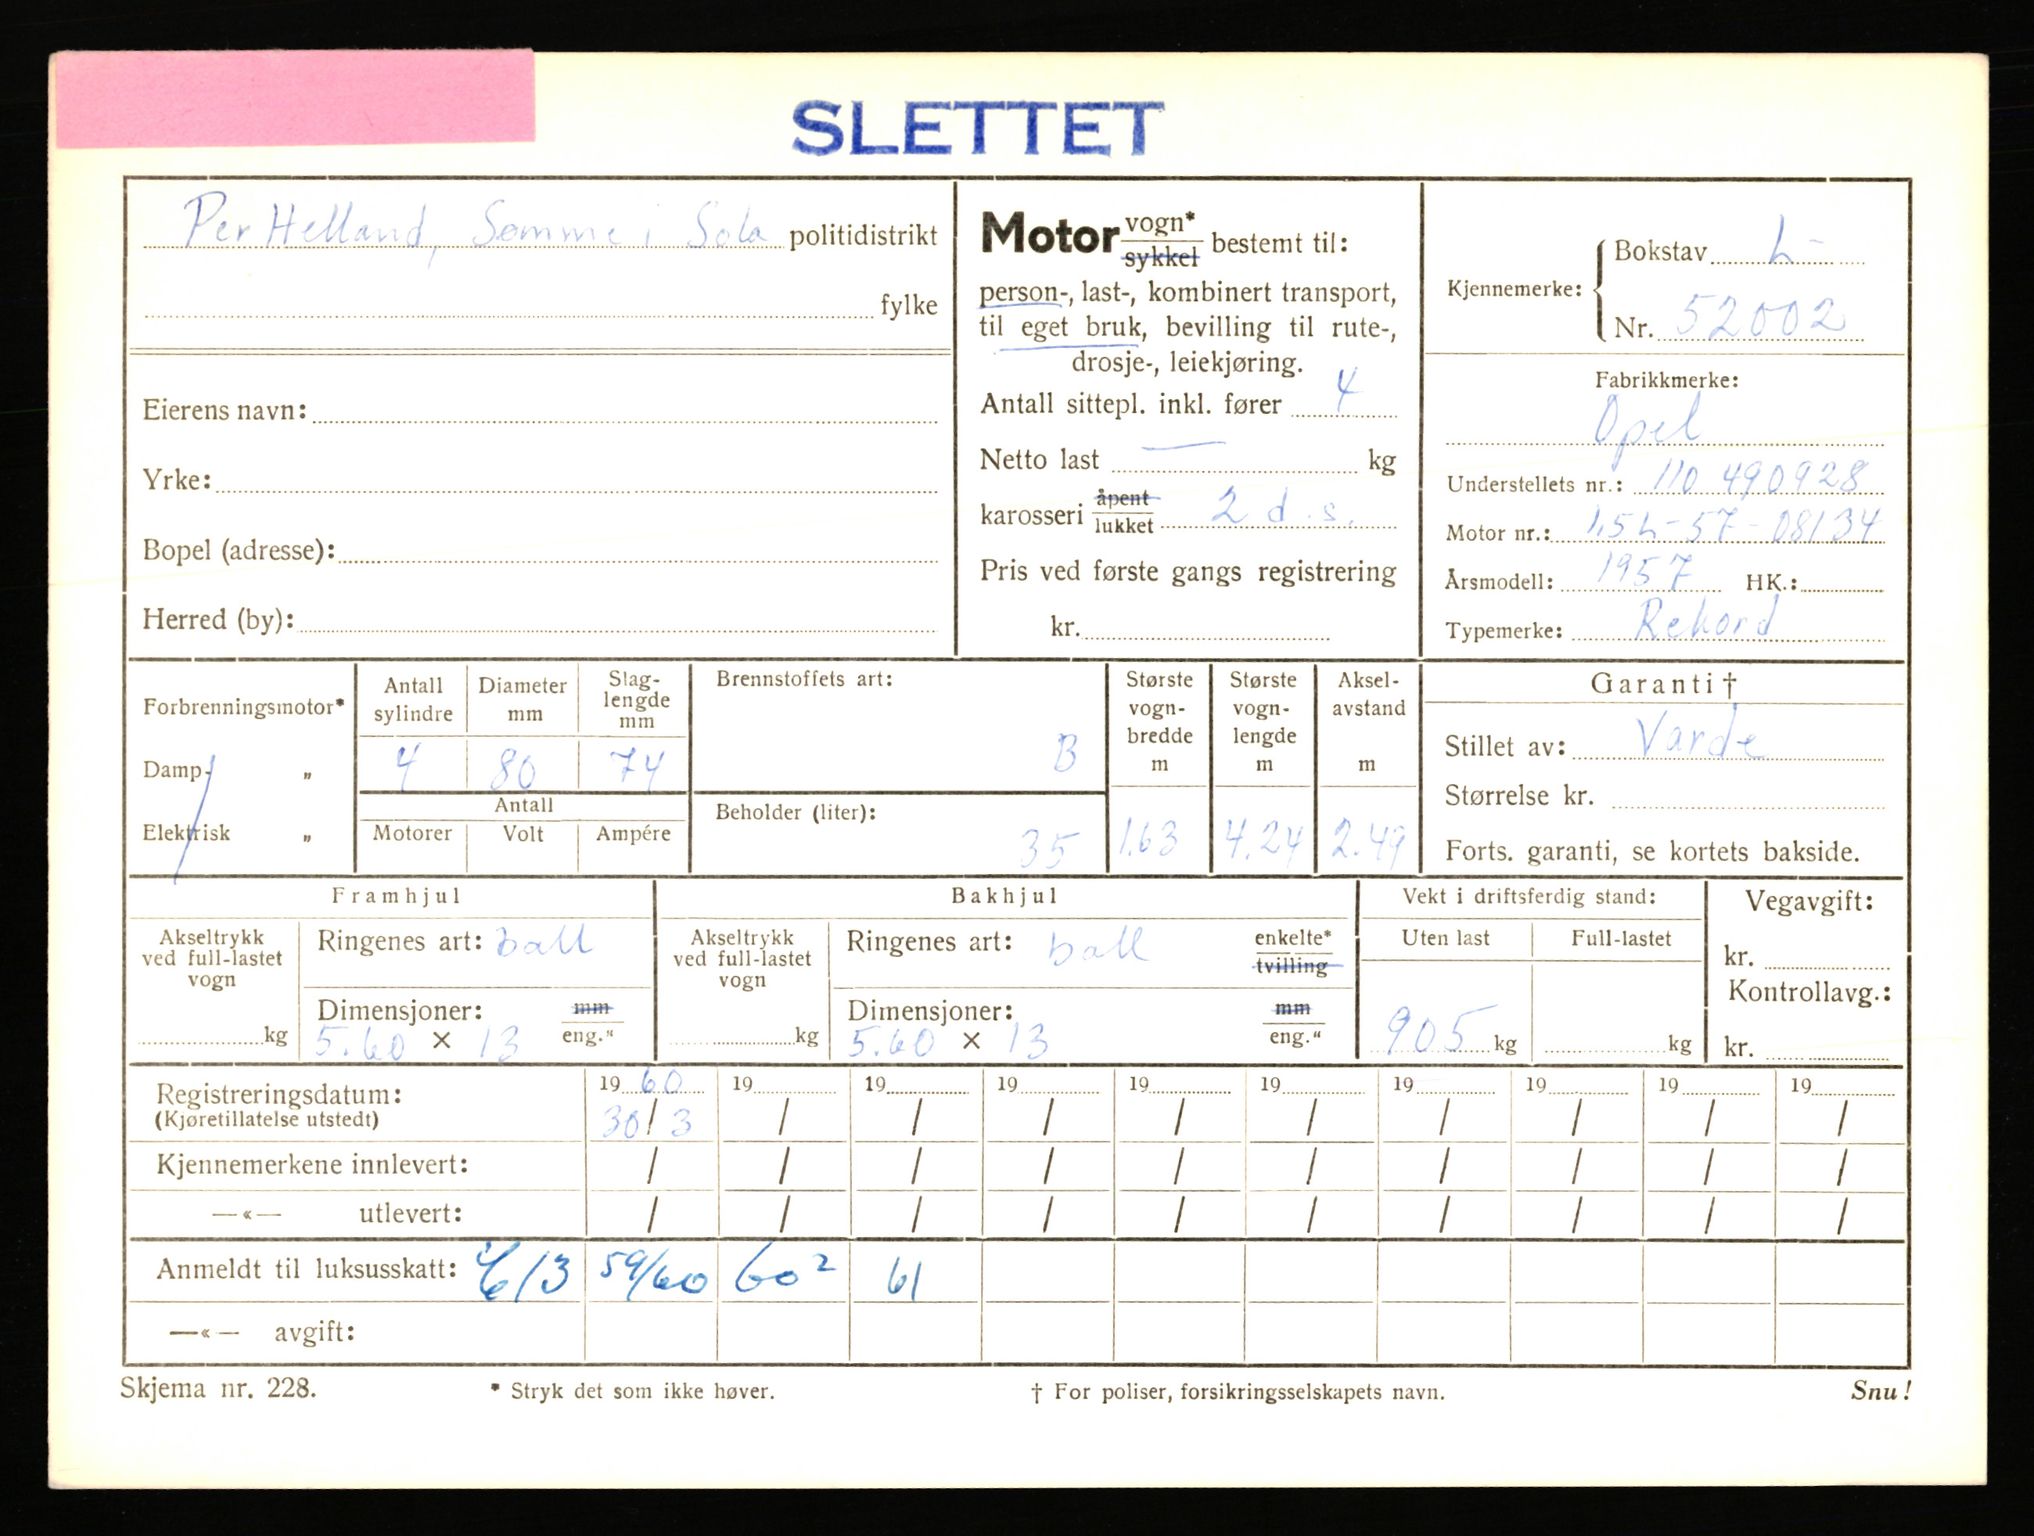 SLETTET
Per Helland, Sømme i Sola politidistrikt
fylke
Eierens navn:
Yrke:
Bopel (adresse):
Herred (by):
Motor vogn* sykkel bestemt til:
person-, last-, kombinert transport,
til eget bruk, bevilling til rute-,
drosje-, leiekjøring.
Antall sittepl. inkl. fører 4
Netto last — kg
karosseri åpent lukket 2 d.s.
Pris ved første gangs registrering
kr.
Kjennemerke: Bokstav L-
Nr. 52002
Fabrikkmerke:
Opel
Understellets nr.: 110 490928
Motor nr.: 1,5L-57-08134
Årsmodell: 1957 HK.:
Typemerke: Rekord
Forbrenningsmotor*
Damp- "
Elektrisk "
Antall sylindre
Diameter mm
Slag- lengde mm
4 80 74
Antall
Motorer Volt Ampére
Brennstoffets art:
B
Beholder (liter):
35
Største vogn- bredde m
1.63
Største vogn- lengde m
4.24
Aksel- avstand m
2.49
Garanti †
Stillet av: Varde
Størrelse kr.
Forts. garanti, se kortets bakside.
Framhjul
Akseltrykk
ved full-lastet
vogn
kg
Ringenes art: ball
Dimensjoner: mm
5.60 × 13 eng."
Bakhjul
Akseltrykk
ved full-lastet
vogn
kg
Ringenes art: ball enkelte* tvilling
Dimensjoner: mm
5.60 × 13 eng."
Vekt i driftsferdig stand:
Uten last Full-lastet
905 kg kg
Vegavgift:
kr.
Kontrollavg.:
kr.
Registreringsdatum: 19 60 19 19 19 19 19 19 19 19 19
(Kjøretillatelse utstedt) 30/3 / / / / / / / / /
Kjennemerkene innlevert: / / / / / / / / / /
—«— utlevert: / / / / / / / / / /
Anmeldt til luksusskatt: /3 59/60 60² 61
—«— avgift:
Skjema nr. 228. * Stryk det som ikke høver. † For poliser, forsikringsselskapets navn. Snu!